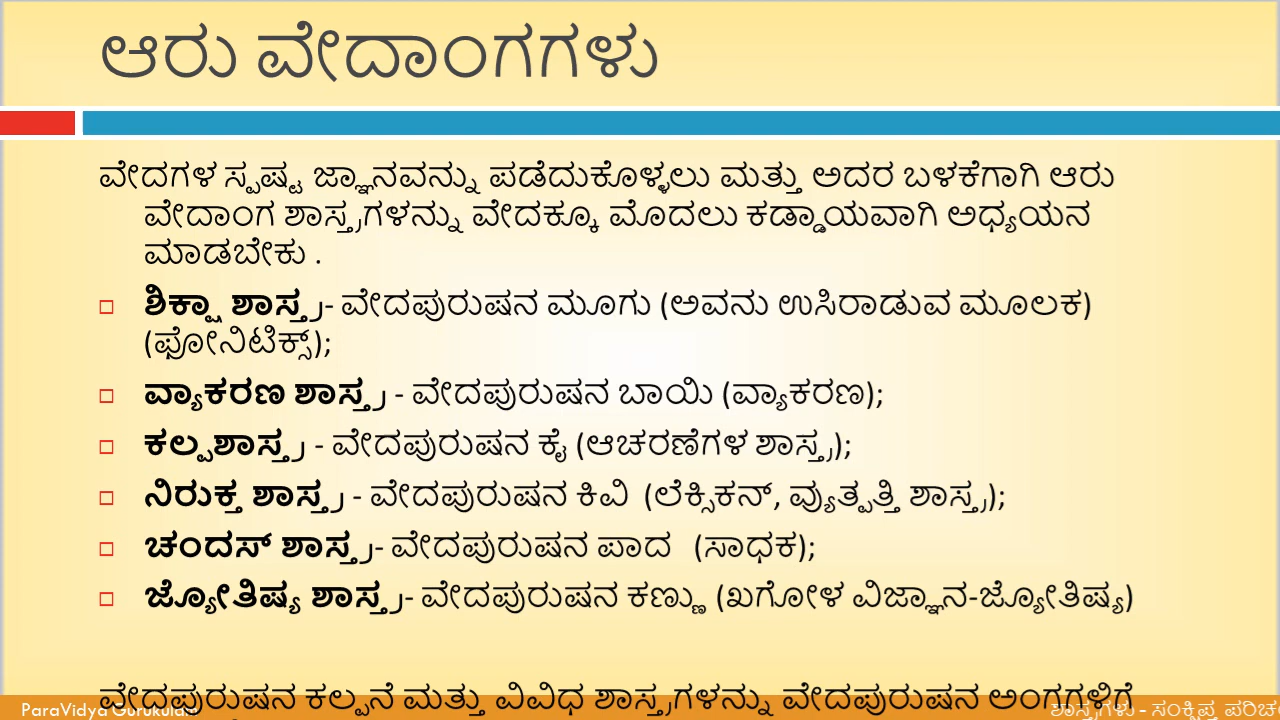 ಆರು ವೇದಾಂಗಗಳು
ವೇದಗಳ ಸ್ಪಷ್ಟ ಜ್ಞಾನವನ್ನು ಪಡೆದುಕೊಳ್ಳಲು ಮತ್ತು ಅದರ ಬಳಕೆಗಾಗಿ ಆರು
ವೇದಾಂಗ ಶಾಸ್ತ್ರಗಳನ್ನು ವೇದಕ್ಕೂ ಮೊದಲು ಕಡ್ಡಾಯವಾಗಿ ಅಧ್ಯಯನ
ಮಾಡಬೇಕು .
ಶಿಕ್ಷಾ ಶಾಸ್ತ್ರ- ವೇದಪುರುಷನ ಮೂಗು (ಅವನು ಉಸಿರಾಡುವ ಮೂಲಕ)
(ಫೋನಿಟಿಕ್ಸ್);
ವ್ಯಾಕರಣ ಶಾಸ್ತ್ರ - ವೇದಪುರುಷನ ಬಾಯಿ (ವ್ಯಾಕರಣ);
ಕಲ್ಪಶಾಸ್ತ್ರ - ವೇದಪುರುಷನ ಕೈ (ಆಚರಣೆಗಳ ಶಾಸ್ತ್ರ);
ನಿರುಕ್ತ ಶಾಸ್ತ್ರ - ವೇದಪುರುಷನ ಕಿವಿ (ಲೆಕ್ಸಿಕನ್, ವ್ಯುತ್ಪತ್ತಿ ಶಾಸ್ತ್ರ);
ಚಂದಸ್ ಶಾಸ್ತ್ರ- ವೇದಪುರುಷನ ಪಾದ (ಸಾಧಕ);
ಜ್ಯೋತಿಷ್ಯ ಶಾಸ್ತ್ರ- ವೇದಪುರುಷನ ಕಣ್ಣು (ಖಗೋಳ ವಿಜ್ಞಾನ-ಜ್ಯೋತಿಷ್ಯ)
ವೇದಪುರುಷನ ಕಲ್ಪನೆ ಮತ್ತು ವಿವಿಧ ಶಾಸ್ತ್ರಗಳನ್ನು ವೇದಪುರುಷನ ಅಂಗಗಳಿಗೆ
ParaVidya Gurukulam
ಶಾಸ್ತ್ರಗಳು - ಸಂಕ್ಷಿಪ್ತ ಪರಿಚ